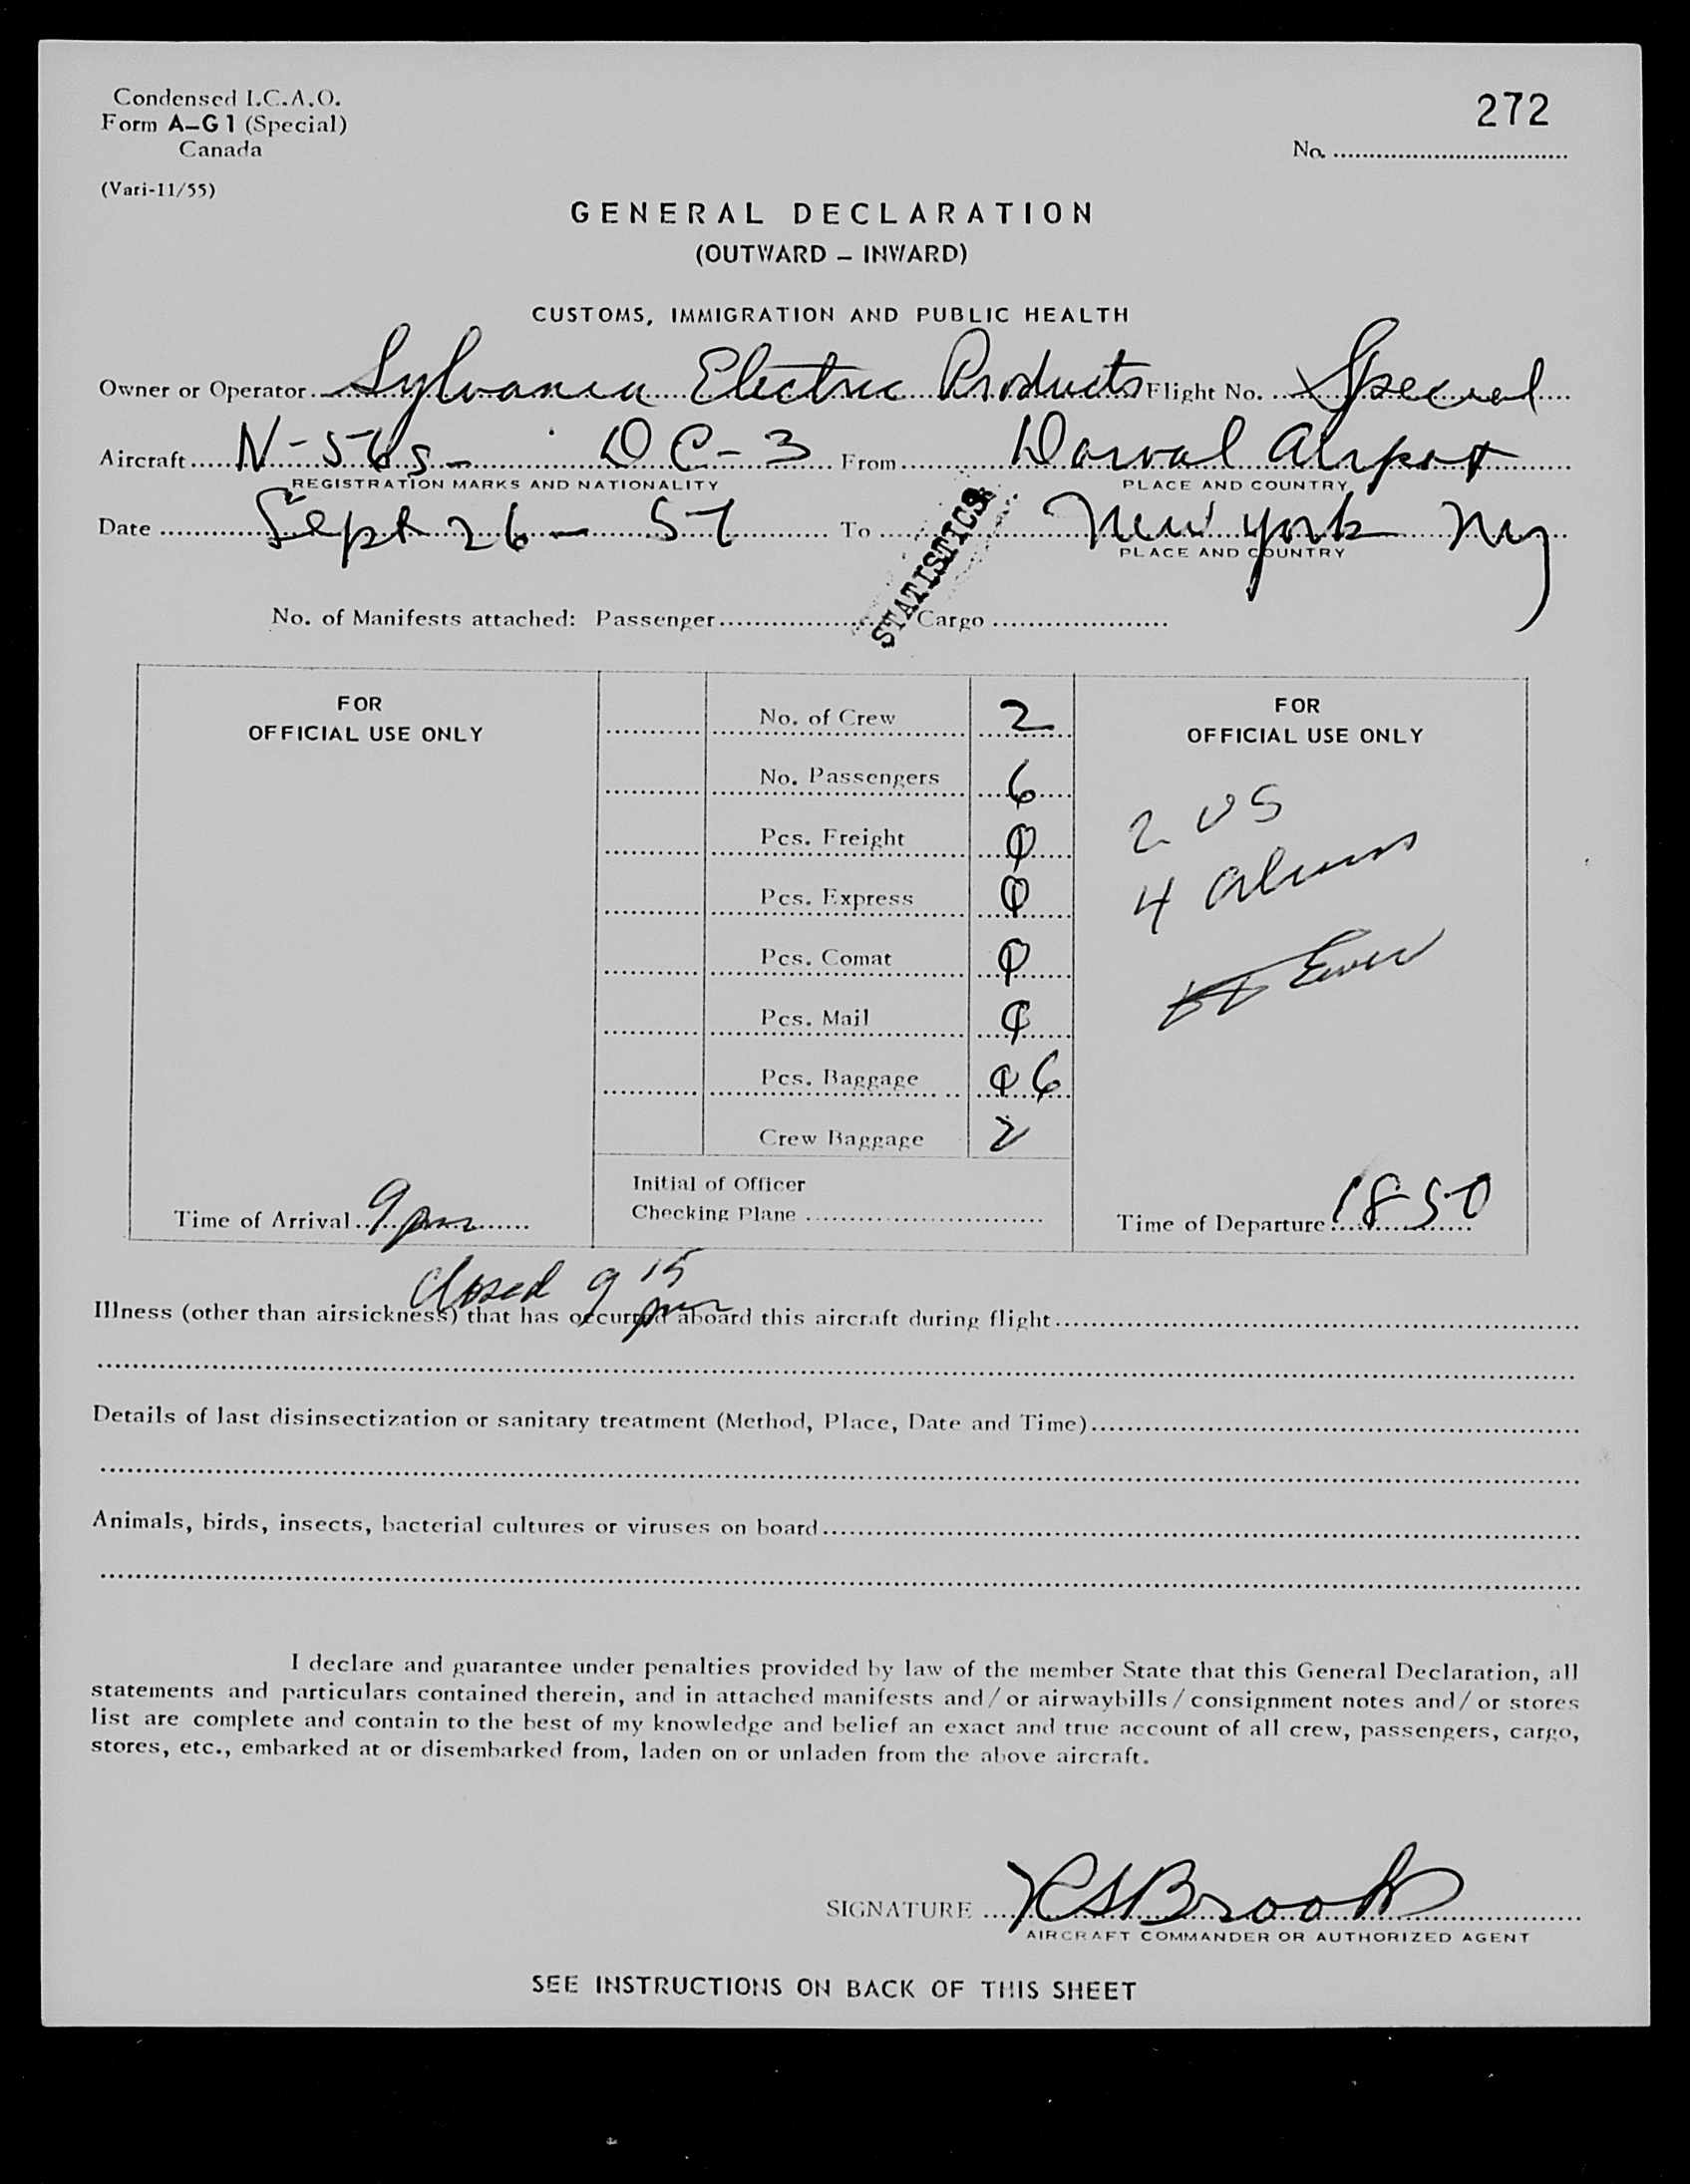 Condensed I.C.A.O.
Form A–G 1 (Special)
Canada
(Vari-11/55)
272
No.
GENERAL DECLARATION
(OUTWARD – INWARD)
CUSTOMS, IMMIGRATION AND PUBLIC HEALTH
Owner or Operator Sylvania Electric Products Flight No. Special
Aircraft N-565- DC-3 From Dorval Airport
REGISTRATION MARKS AND NATIONALITY PLACE AND COUNTRY
Date Sept 26 - 57 To New York NY
PLACE AND COUNTRY
STATISTICS
No. of Manifests attached: Passenger Cargo
FOR
OFFICIAL USE ONLY
No. of Crew 2
No. Passengers 6
Pcs. Freight 0
Pcs. Express 0
Pcs. Comat 0
Pcs. Mail 0
Pcs. Baggage 0 6
Crew Baggage 2
Initial of Officer
Checking Plane
FOR
OFFICIAL USE ONLY
2 US
4 aliens
Time of Arrival 9 pm
Time of Departure 1850
Closed 9 15 pm
Illness (other than airsickness) that has occurred aboard this aircraft during flight
Details of last disinsectization or sanitary treatment (Method, Place, Date and Time)
Animals, birds, insects, bacterial cultures or viruses on board
I declare and guarantee under penalties provided by law of the member State that this General Declaration, all
statements and particulars contained therein, and in attached manifests and/or airwaybills/consignment notes and/or stores
list are complete and contain to the best of my knowledge and belief an exact and true account of all crew, passengers, cargo,
stores, etc., embarked at or disembarked from, laden on or unladen from the above aircraft.
SIGNATURE
AIRCRAFT COMMANDER OR AUTHORIZED AGENT
SEE INSTRUCTIONS ON BACK OF THIS SHEET